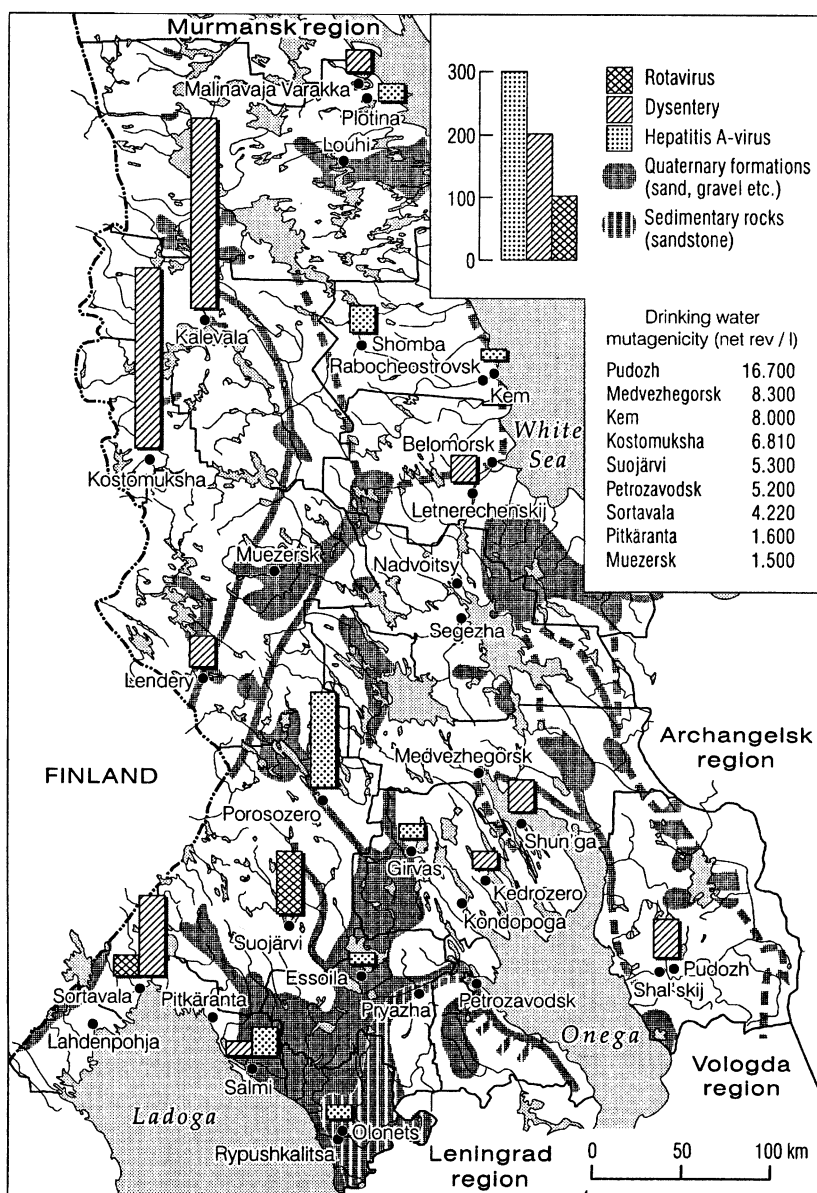 Murmansk region
Malinavaja Varakka
Plotina
Louhi
Kalevala
Shomba
Rabocheostrovsk
Kem
Kostomuksha
Belomorsk
White
Sea
Letnerechenskij
Muezersk
Nadvoitsy
Segezha
Lendery
FINLAND
Medvezhegorsk
Archangelsk
region
Porosozero
Shun'ga
Girvas
Kedrozero
Kondopoga
Suojärvi
Essoila
Pudozh
Shal'skij
Sortavala
Pitkäranta
Pryazha
Petrozavodsk
Lahdenpohja
Onega
Salmi
Vologda
region
Ladoga
Olonets
Rypushkalitsa
Leningrad
region
0 50 100 km
300
200
100
0
Rotavirus
Dysentery
Hepatitis A-virus
Quaternary formations
(sand, gravel etc.)
Sedimentary rocks
(sandstone)
Drinking water
mutagenicity (net rev / l)
Pudozh 16.700
Medvezhegorsk 8.300
Kem 8.000
Kostomuksha 6.810
Suojärvi 5.300
Petrozavodsk 5.200
Sortavala 4.220
Pitkäranta 1.600
Muezersk 1.500